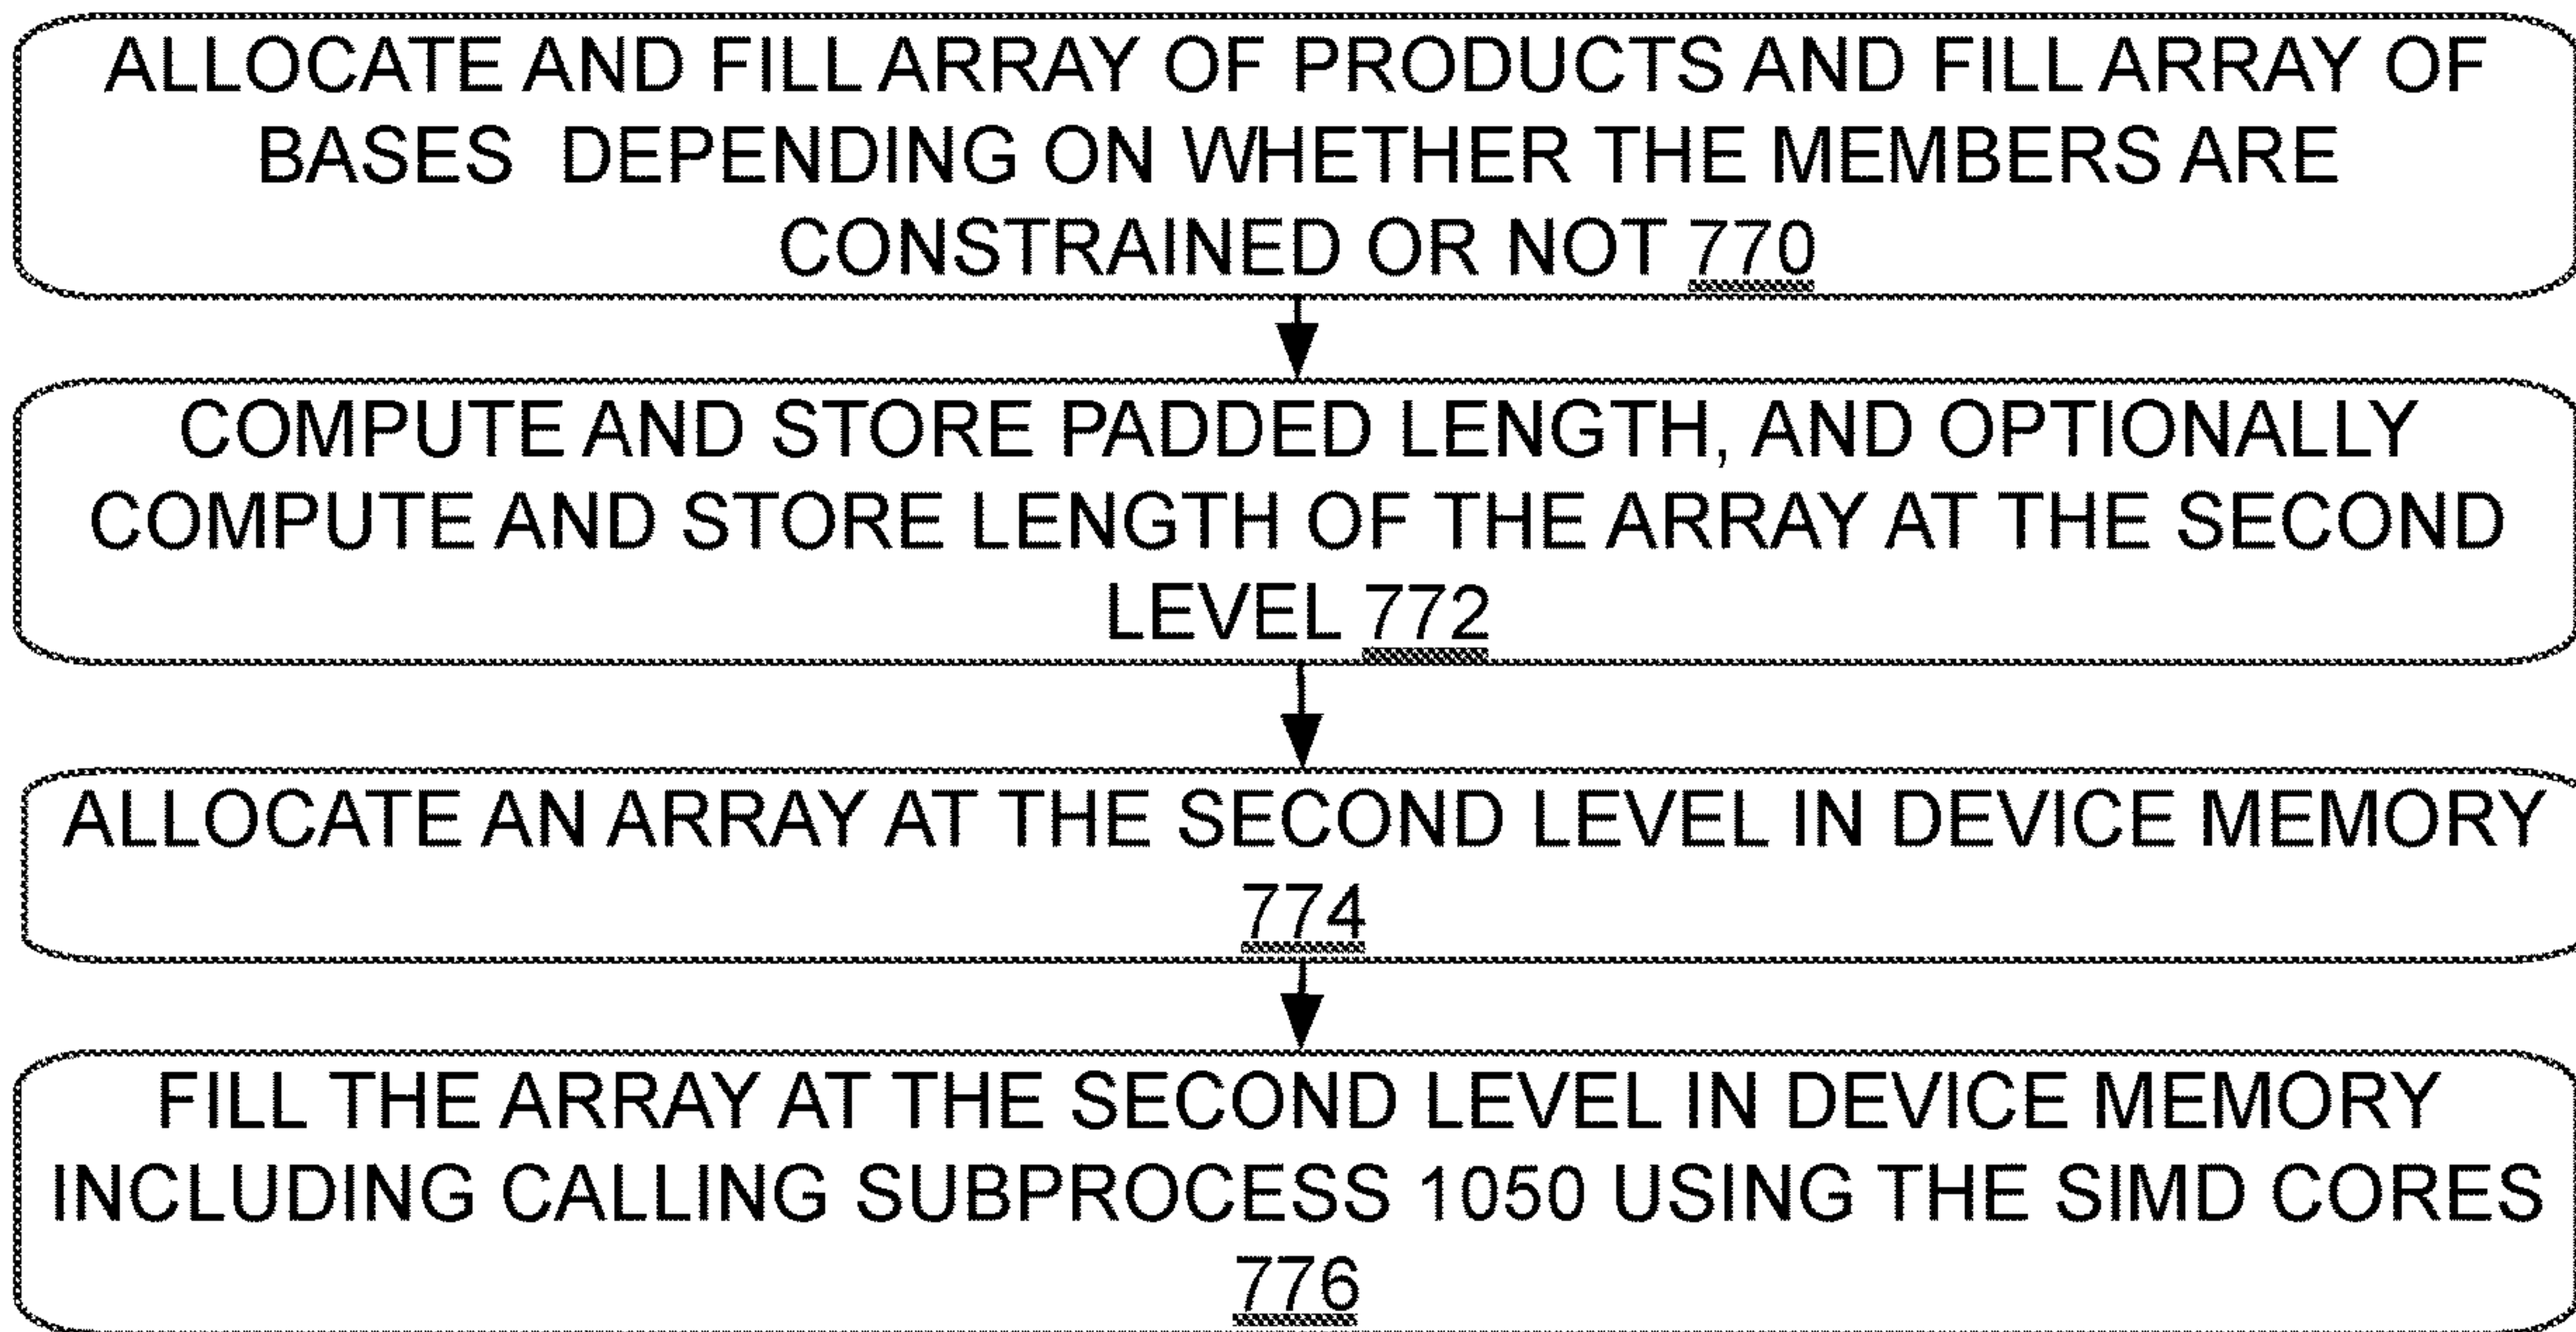 ALLOCATE AND FILL ARRAY OF PRODUCTS AND FILL ARRAY OF
BASES DEPENDING ON WHETHER THE MEMBERS ARE
CONSTRAINED OR NOT 770
COMPUTE AND STORE PADDED LENGTH, AND OPTIONALLY
COMPUTE AND STORE LENGTH OF THE ARRAY AT THE SECOND
LEVEL 772
ALLOCATE AN ARRAY AT THE SECOND LEVEL IN DEVICE MEMORY
774
FILL THE ARRAY AT THE SECOND LEVEL IN DEVICE MEMORY
INCLUDING CALLING SUBPROCESS 1050 USING THE SIMD CORES
776